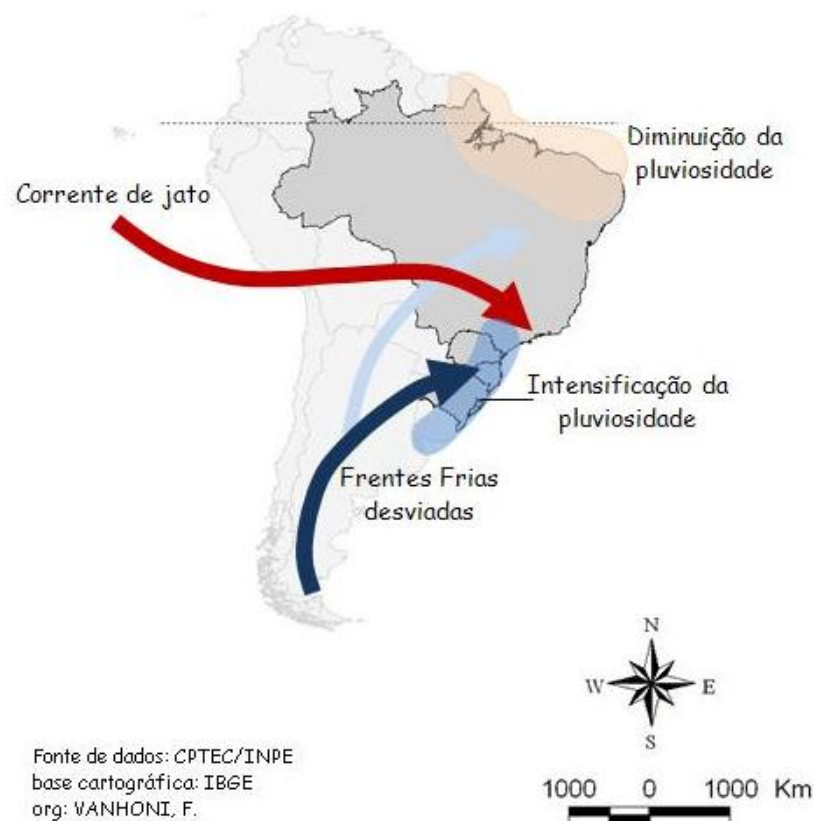 Diminuição da
pluviosidade
Corrente de jato
Intensificação da
pluviosidade
Frentes Frias
desviadas
N
W
E
S
Fonte de dados: CPTEC/INPE
base cartográfica: IBGE
org: VANHONI, F.
1000 0 1000 Km